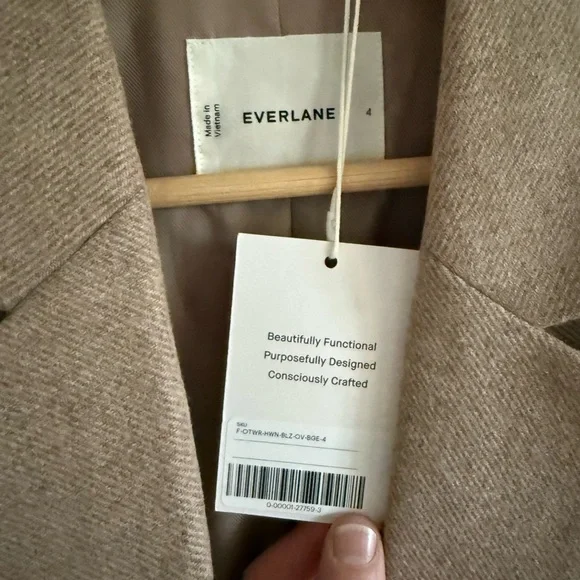 Made in
Vietnam
EVERLANE
4
Beautifully Functional
Purposefully Designed
Consciously Crafted
SKU
F-OTWR-HWN-BLZ-OV-BGE-4
0-00001-27759-3